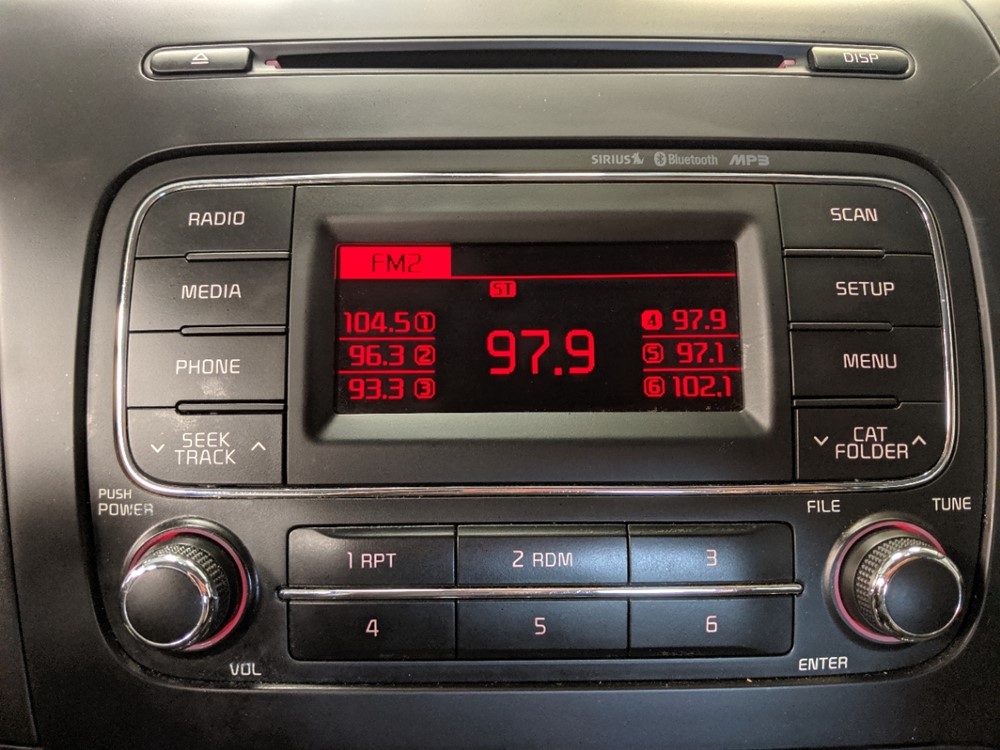 DISP
SIRIUS Bluetooth MP3
RADIO
MEDIA
PHONE
SEEK
TRACK
FM2
ST
104.5 1
96.3 2
93.3 3
97.9
4 97.9
5 97.1
6 102.1
SCAN
SETUP
MENU
CAT
FOLDER
PUSH
POWER
VOL
1 RPT
2 RDM
3
4
5
6
FILE
TUNE
ENTER